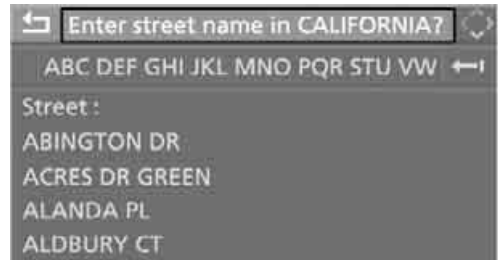 Enter street name in CALIFORNIA?
ABC DEF GHI JKL MNO PQR STU VW
Street :
ABINGTON DR
ACRES DR GREEN
ALANDA PL
ALDBURY CT